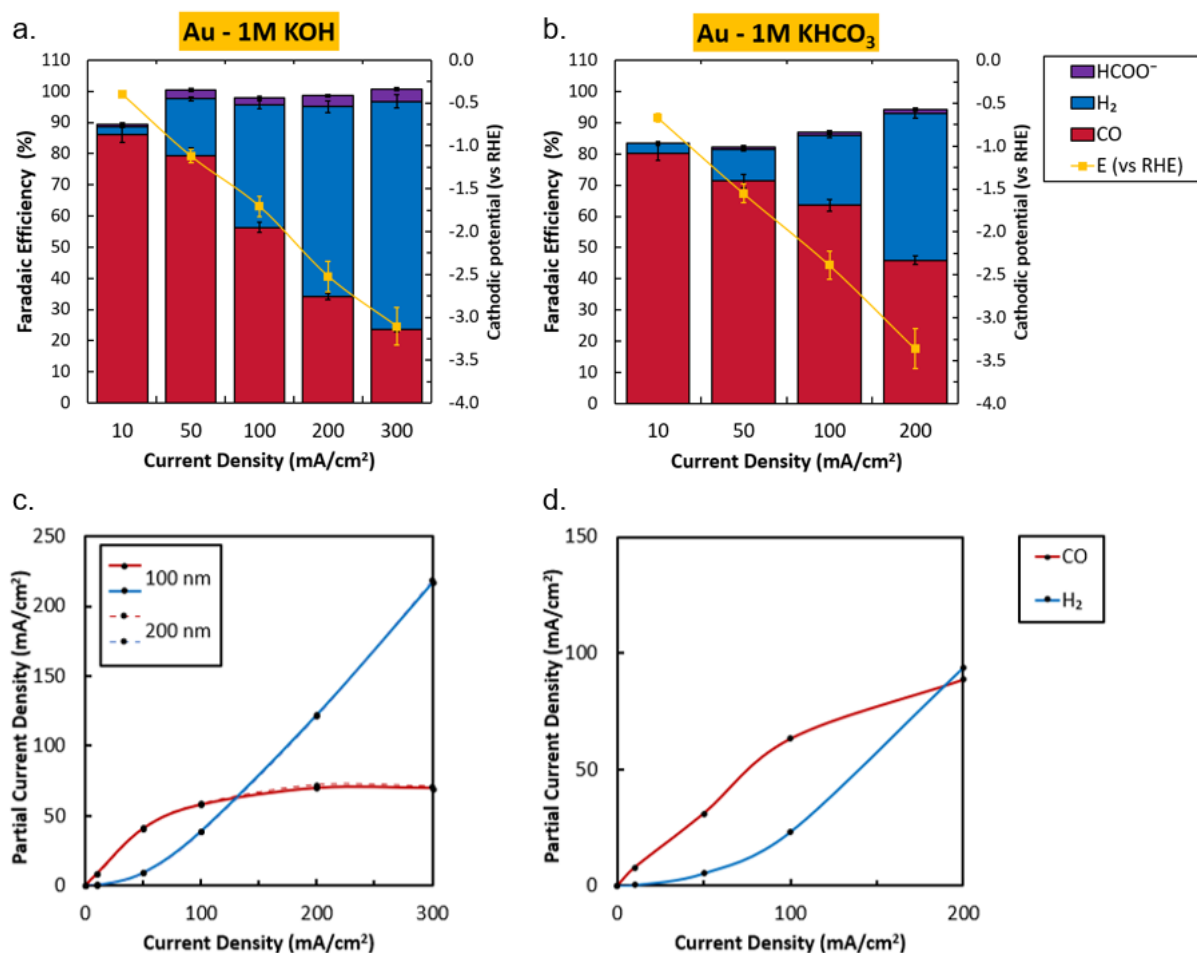 a.
Au - 1M KOH
110
100
90
80
70
60
50
40
30
20
10
0
Faradaic Efficiency (%)
0.0
-0.5
-1.0
-1.5
-2.0
-2.5
-3.0
-3.5
-4.0
Cathodic potential (vs RHE)
10 50 100 200 300
Current Density (mA/cm²)
b.
Au - 1M KHCO₃
110
100
90
80
70
60
50
40
30
20
10
0
Faradaic Efficiency (%)
0.0
-0.5
-1.0
-1.5
-2.0
-2.5
-3.0
-3.5
-4.0
Cathodic potential (vs RHE)
10 50 100 200
Current Density (mA/cm²)
HCOO⁻
H₂
CO
E (vs RHE)
c.
250
200
150
100
50
0
Partial Current Density (mA/cm²)
100 nm
200 nm
0 100 200 300
Current Density (mA/cm²)
d.
150
100
50
0
Partial Current Density (mA/cm²)
0 100 200
Current Density (mA/cm²)
CO
H₂